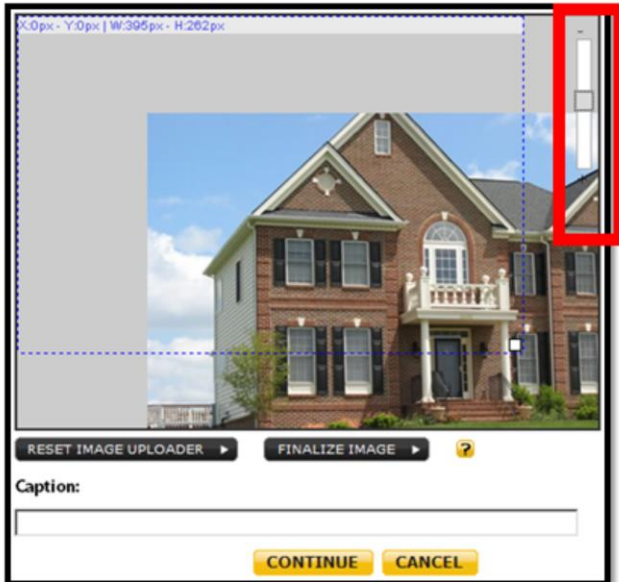 X:0px - Y:0px | W:395px - H:262px
-
RESET IMAGE UPLOADER
FINALIZE IMAGE
?
Caption:
CONTINUE
CANCEL